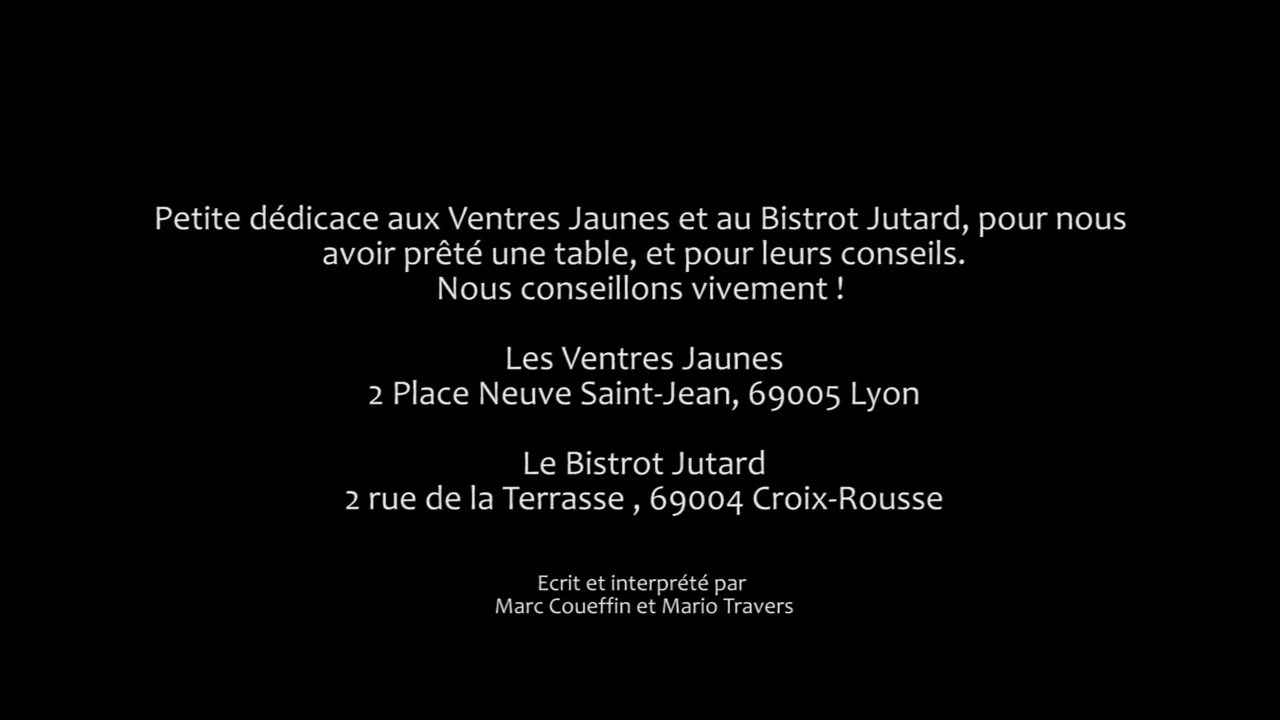 Petite dédicace aux Ventres Jaunes et au Bistrot Jutard, pour nous
avoir prêté une table, et pour leurs conseils.
Nous conseillons vivement !
Les Ventres Jaunes
2 Place Neuve Saint-Jean, 69005 Lyon
Le Bistrot Jutard
2 rue de la Terrasse , 69004 Croix-Rousse
Ecrit et interprété par
Marc Coueffin et Mario Travers